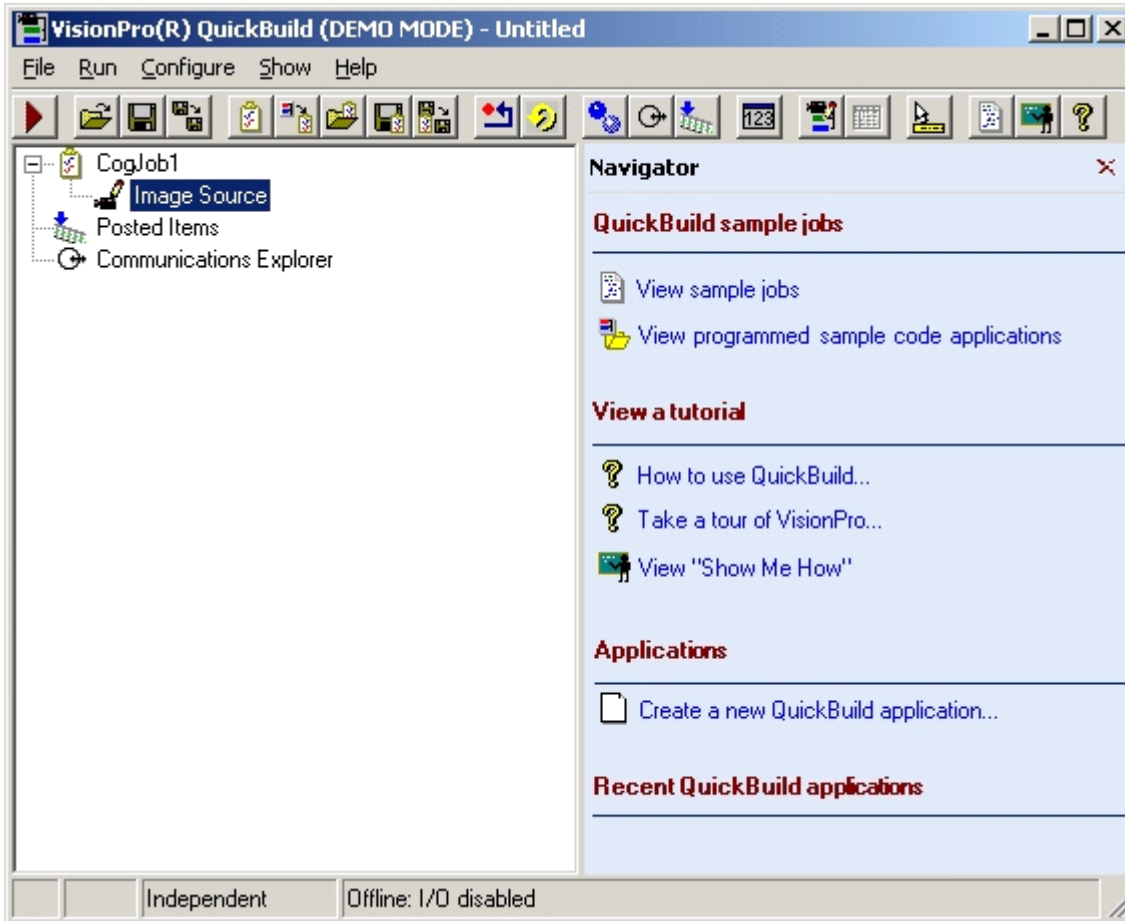 VisionPro(R) QuickBuild (DEMO MODE) - Untitled
File Run Configure Show Help
123
CogJob1
Image Source
Posted Items
Communications Explorer
Navigator
QuickBuild sample jobs
View sample jobs
View programmed sample code applications
View a tutorial
How to use QuickBuild...
Take a tour of VisionPro...
View "Show Me How"
Applications
Create a new QuickBuild application...
Recent QuickBuild applications
Independent
Offline: I/O disabled